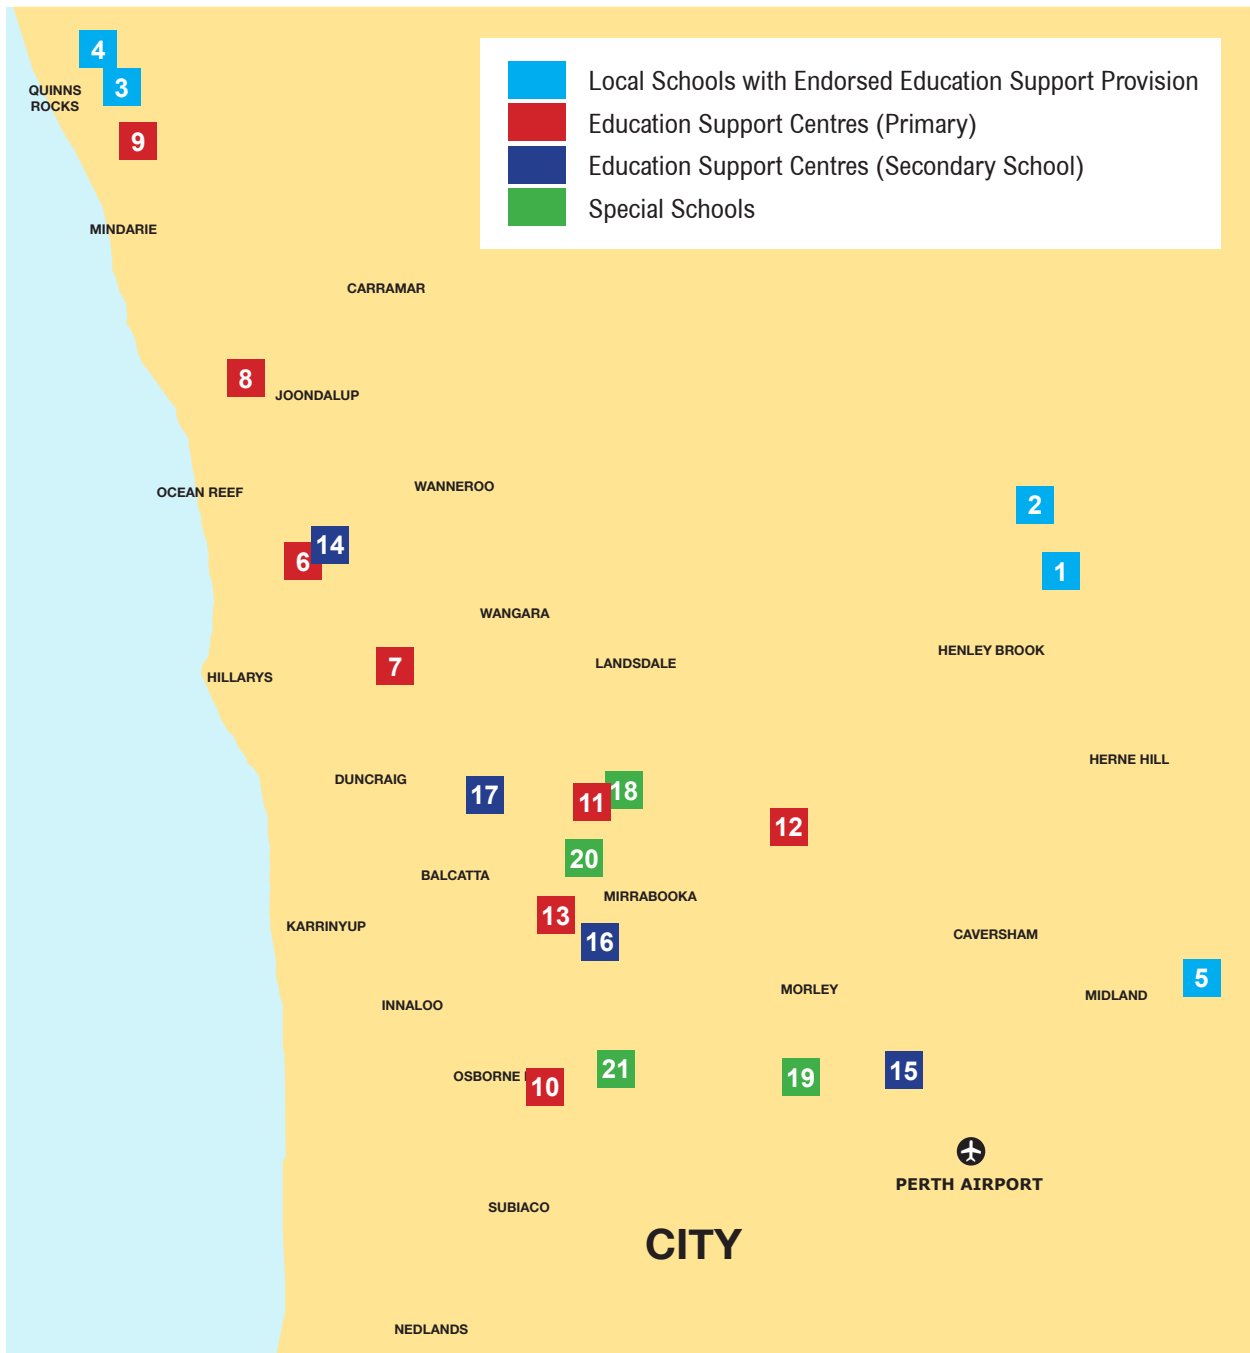 4
3
QUINNS
ROCKS
9
Local Schools with Endorsed Education Support Provision
Education Support Centres (Primary)
Education Support Centres (Secondary School)
Special Schools
MINDARIE
CARRAMAR
8
JOONDALUP
OCEAN REEF
WANNEROO
2
14
6
1
WANGARA
HENLEY BROOK
7
LANDSDALE
HILLARYS
HERNE HILL
DUNCRAIG
17
11
18
12
20
BALCATTA
MIRRABOOKA
13
KARRINYUP
16
CAVERSHAM
5
MORLEY
MIDLAND
INNALOO
OSBORNE
10
21
19
15
PERTH AIRPORT
SUBIACO
CITY
NEDLANDS